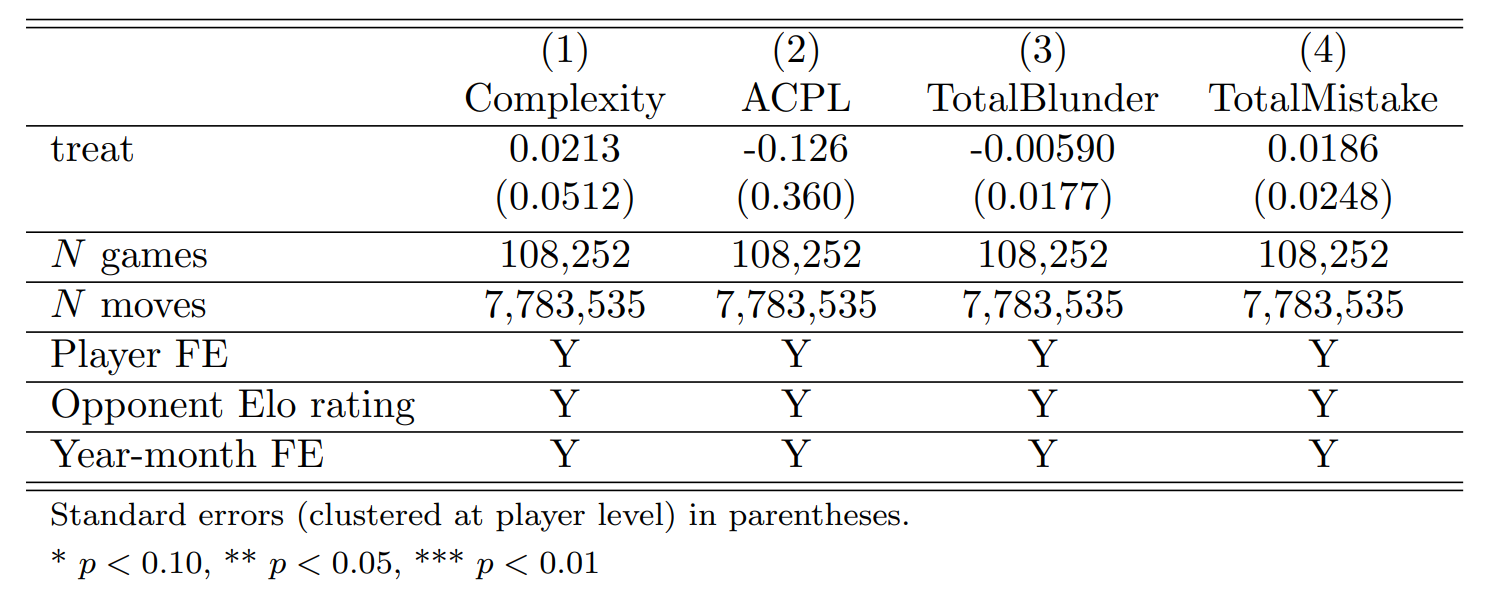 (1) (2) (3) (4)
Complexity ACPL TotalBlunder TotalMistake
treat 0.0213 -0.126 -0.00590 0.0186
(0.0512) (0.360) (0.0177) (0.0248)
N games 108,252 108,252 108,252 108,252
N moves 7,783,535 7,783,535 7,783,535 7,783,535
Player FE Y Y Y Y
Opponent Elo rating Y Y Y Y
Year-month FE Y Y Y Y
Standard errors (clustered at player level) in parentheses.
* p < 0.10, ** p < 0.05, *** p < 0.01